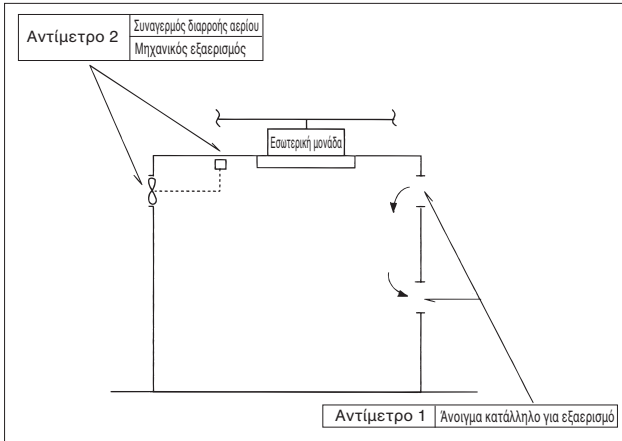 Αντίμετρο 2
Συναγερμός διαρροής αερίου
Μηχανικός εξαερισμός
Εσωτερική μονάδα
Αντίμετρο 1
Άνοιγμα κατάλληλο για εξαερισμό